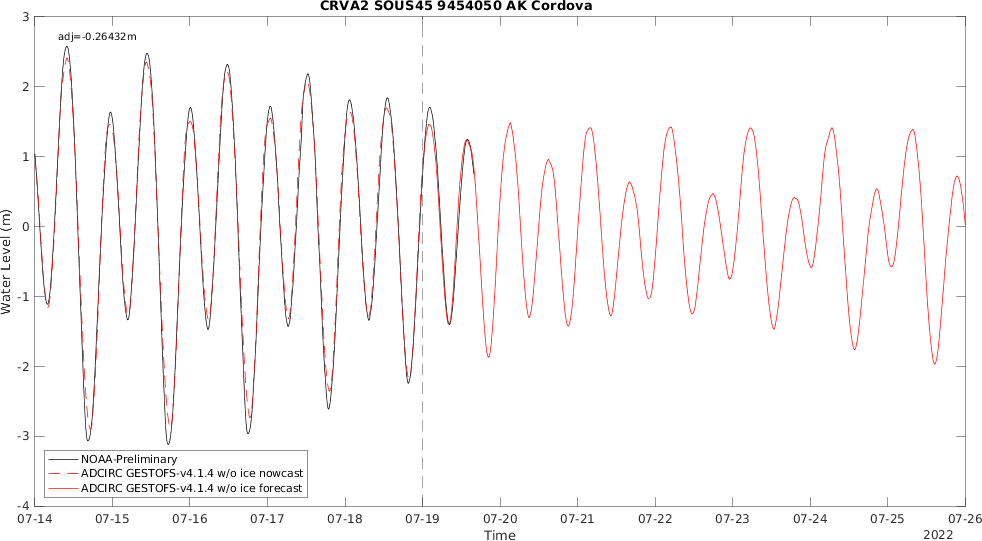 CRVA2 SOUS45 9454050 AK Cordova
adj=-0.26432m
3
2
1
0
-1
-2
-3
-4
Water Level (m)
NOAA-Preliminary
ADCIRC GESTOFS-v4.1.4 w/o ice nowcast
ADCIRC GESTOFS-v4.1.4 w/o ice forecast
07-14 07-15 07-16 07-17 07-18 07-19 07-20 07-21 07-22 07-23 07-24 07-25 07-26
Time
2022